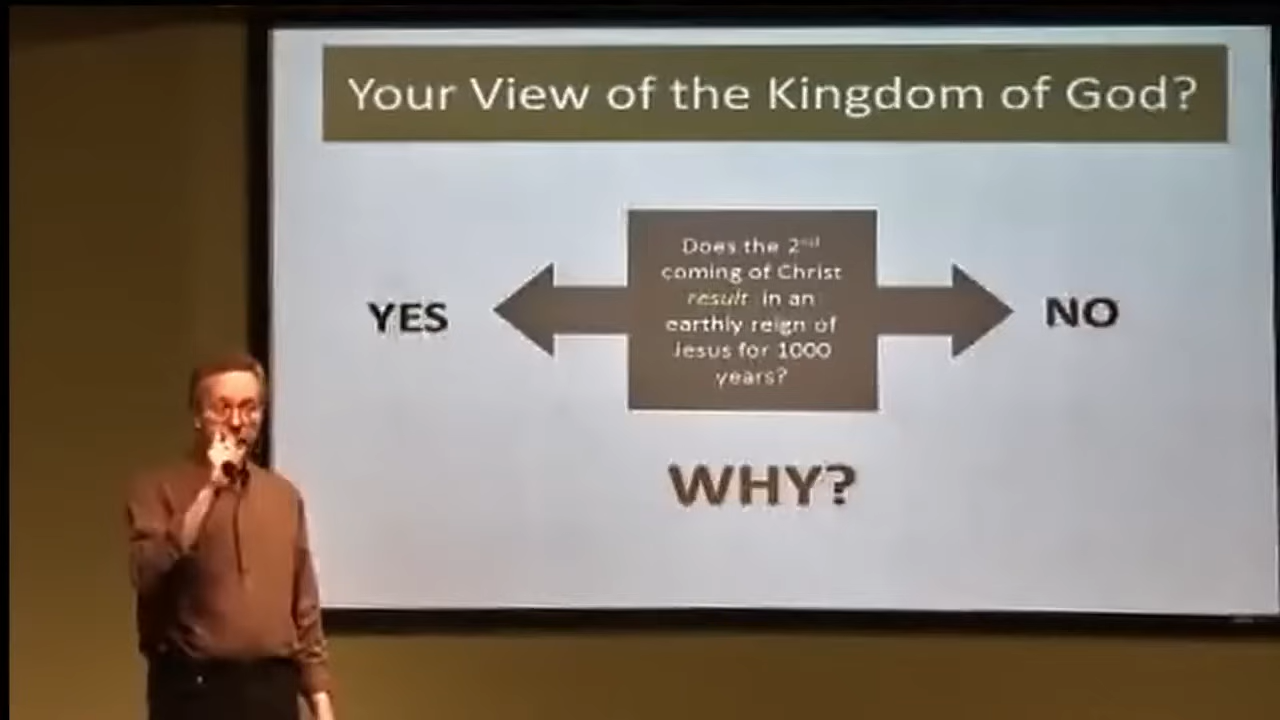 Your View of the Kingdom of God?
Does the 2nd
coming of Christ
result in an
earthly reign of
Jesus for 1000
years?
YES
NO
WHY?